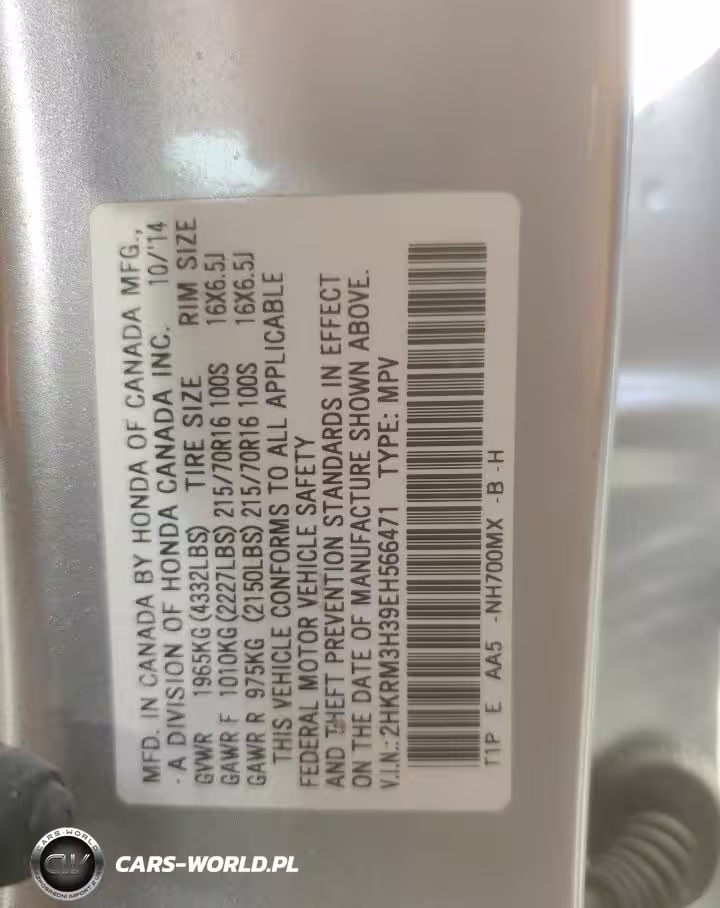 MFD. IN CANADA BY HONDA OF CANADA MFG.,
- A DIVISION OF HONDA CANADA INC. 10/'14
GVWR 1965KG(4332LBS) TIRE SIZE RIM SIZE
GAWR F 1010KG(2227LBS) 215/70R16 100S 16X6.5J
GAWR R 975KG (2150LBS) 215/70R16 100S 16X6.5J
THIS VEHICLE CONFORMS TO ALL APPLICABLE
FEDERAL MOTOR VEHICLE SAFETY
AND THEFT PREVENTION STANDARDS IN EFFECT
ON THE DATE OF MANUFACTURE SHOWN ABOVE.
V.I.N.: 2HKRM3H39EH566471 TYPE: MPV
T1P E AA5 -NH700MX -B -H
CARS-WORLD
CW
CARS-WORLD.PL